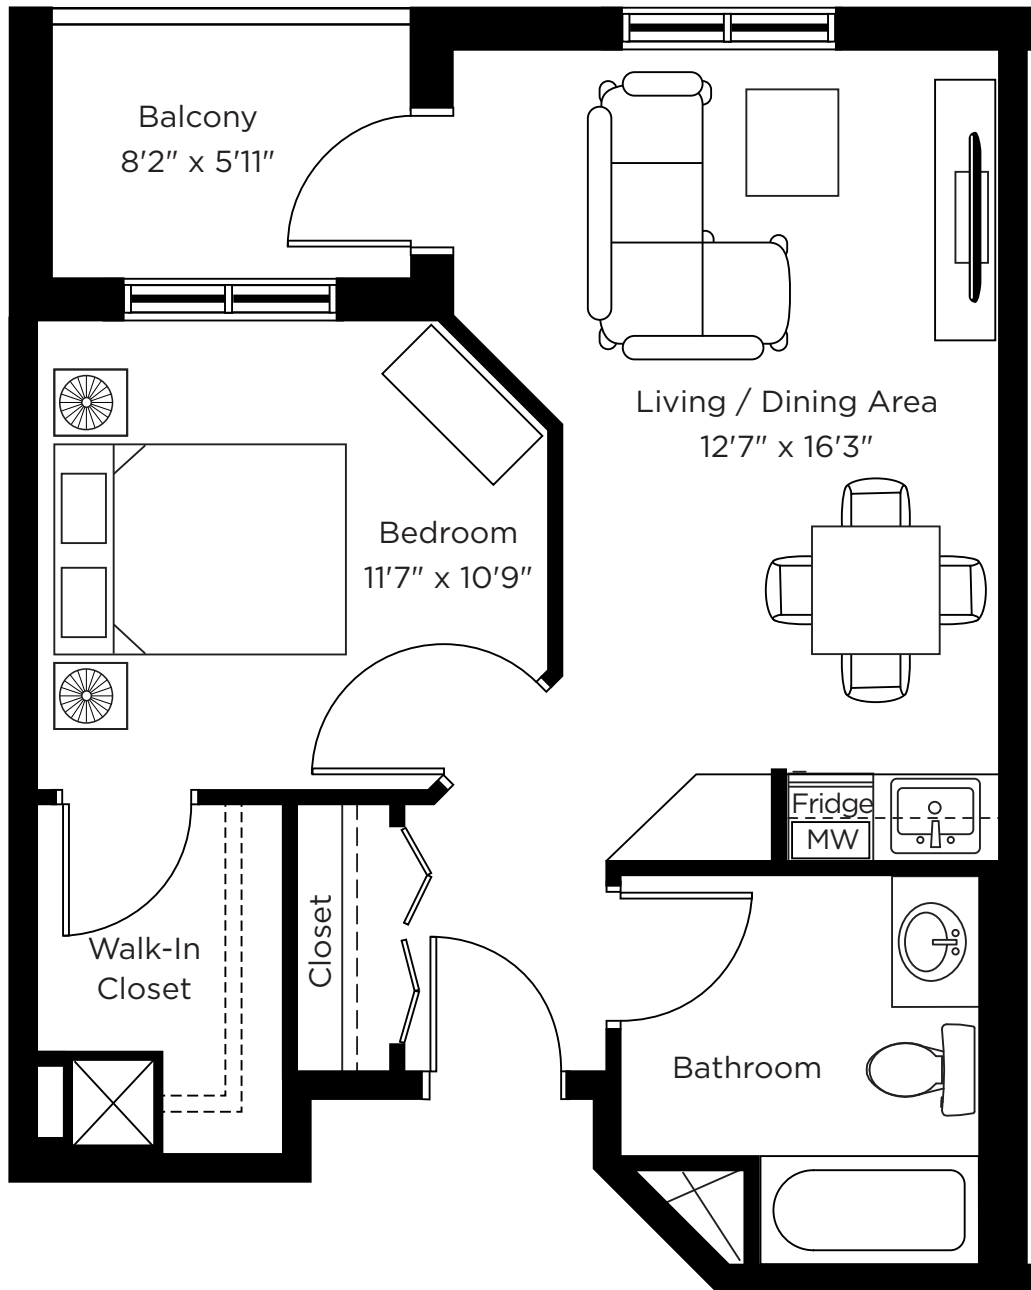 Balcony
8'2" x 5'11"
Living / Dining Area
12'7" x 16'3"
Bedroom
11'7" x 10'9"
Fridge
MW
Closet
Walk-In
Closet
Bathroom